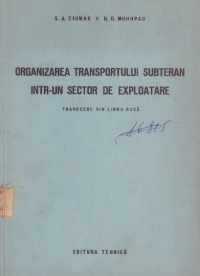 S. A. CIUMAK • N. D. MUHOPAD
ORGANIZAREA TRANSPORTULUI SUBTERAN
INTR-UN SECTOR DE EXPLOATARE
TRADUCERE DIN LIMBA RUSĂ
EDITURA TEHNICĂ